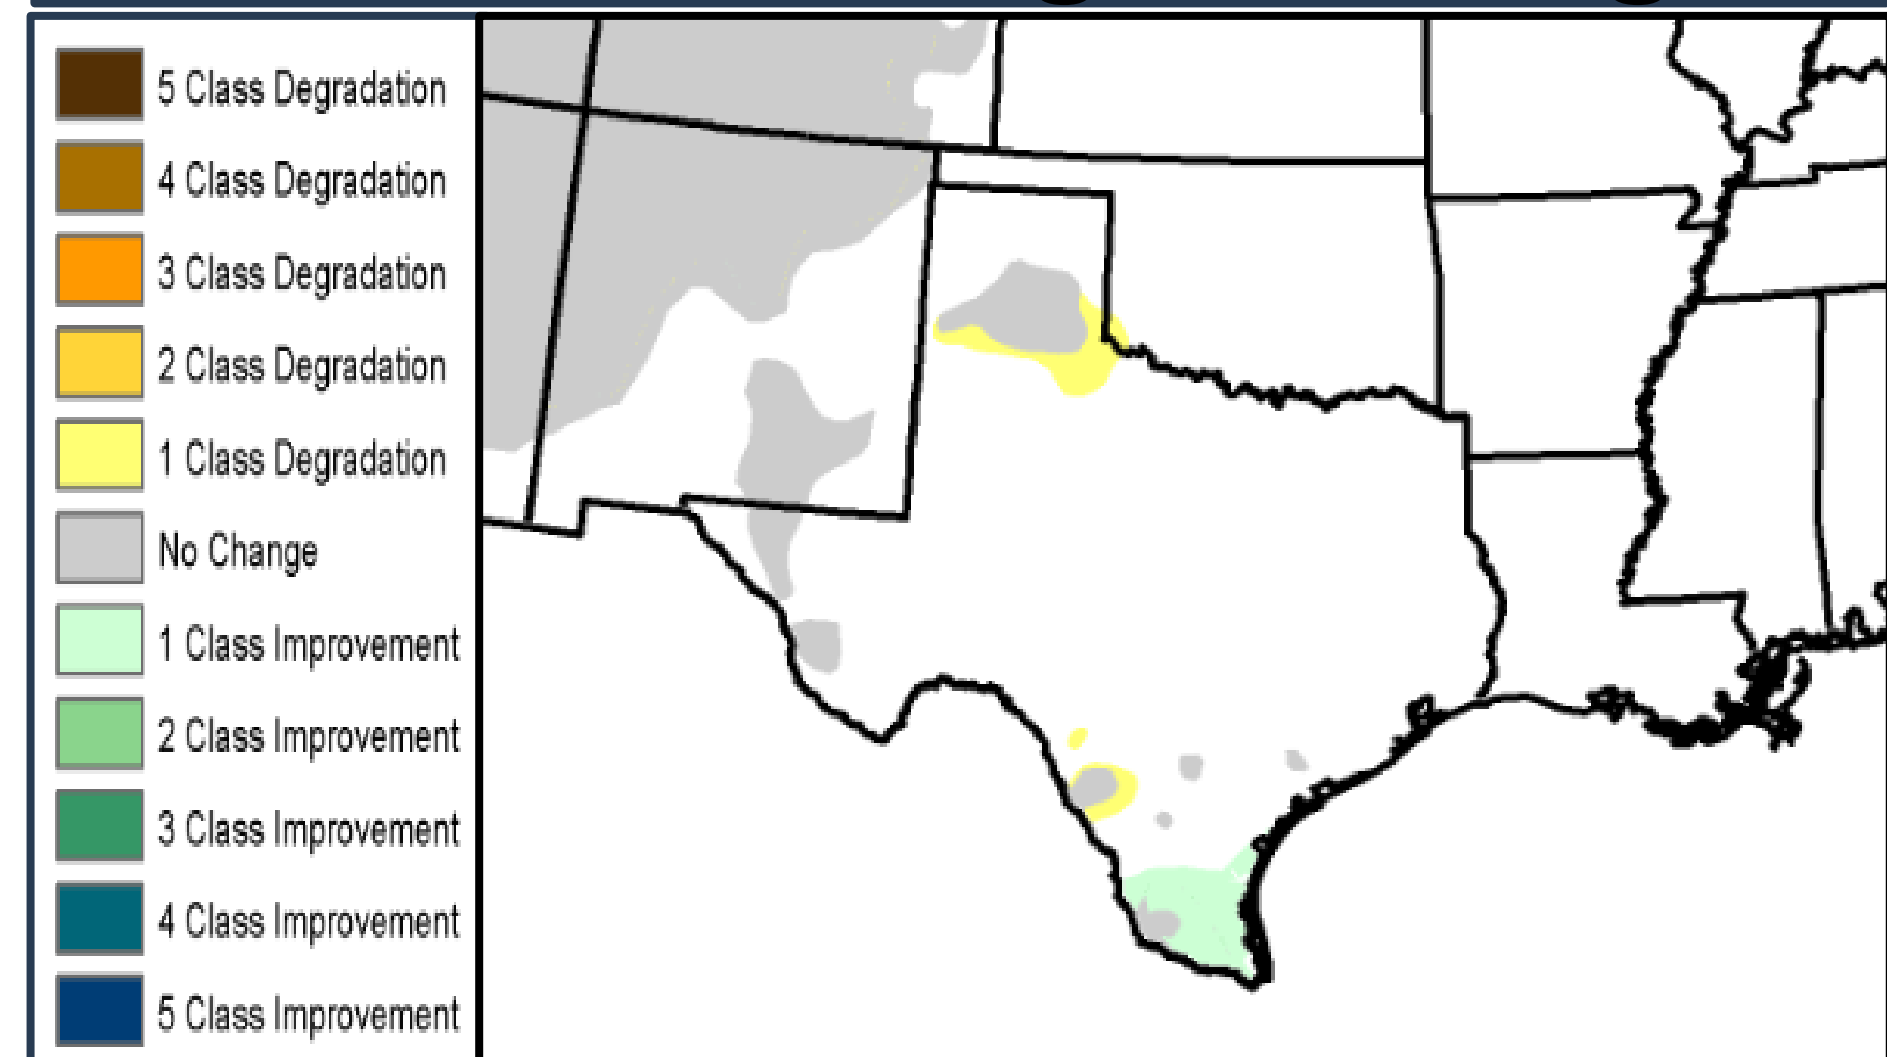 5 Class Degradation
4 Class Degradation
3 Class Degradation
2 Class Degradation
1 Class Degradation
No Change
1 Class Improvement
2 Class Improvement
3 Class Improvement
4 Class Improvement
5 Class Improvement